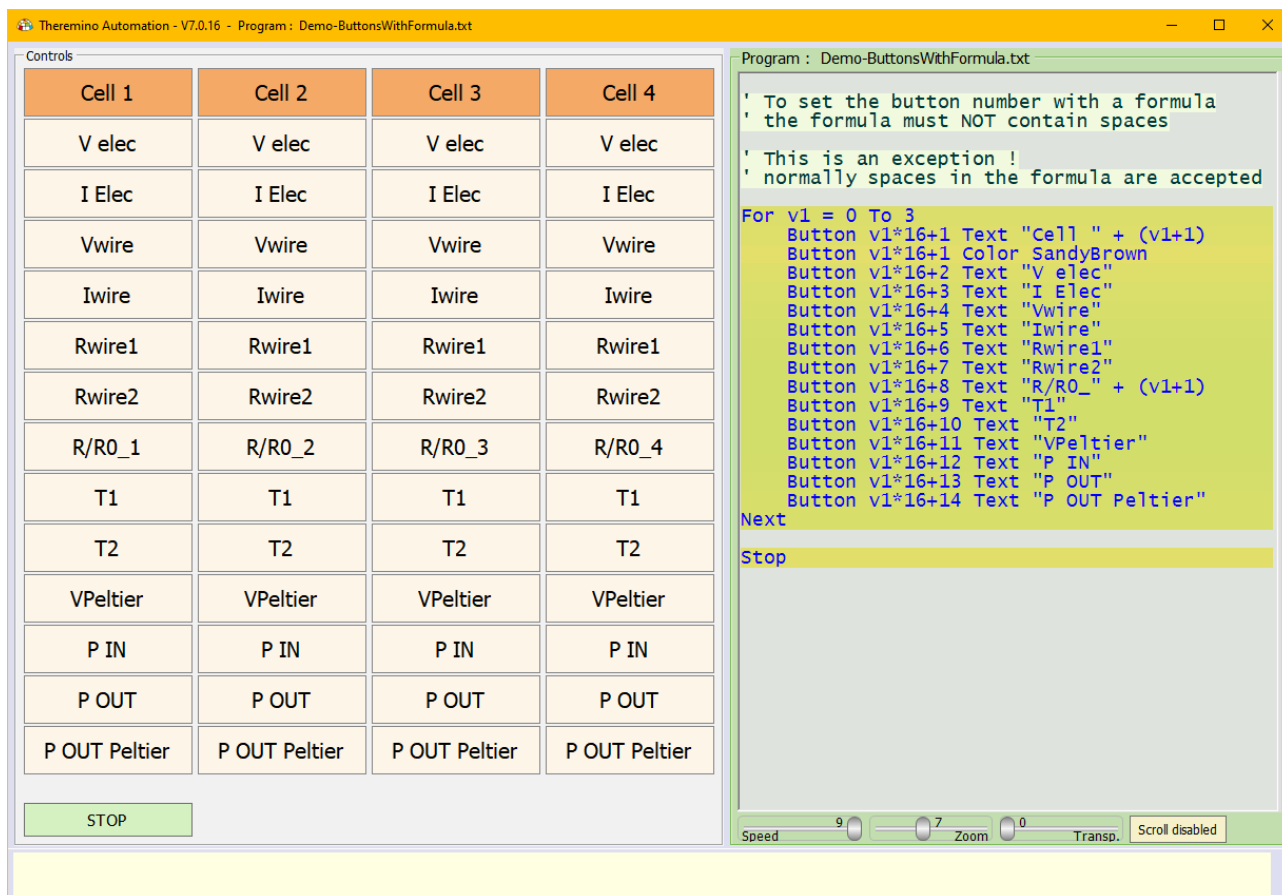 Theremino Automation - V7.0.16 - Program : Demo-ButtonsWithFormula.txt
Controls
Cell 1 Cell 2 Cell 3 Cell 4
V elec V elec V elec V elec
I Elec I Elec I Elec I Elec
Vwire Vwire Vwire Vwire
Iwire Iwire Iwire Iwire
Rwire1 Rwire1 Rwire1 Rwire1
Rwire2 Rwire2 Rwire2 Rwire2
R/R0_1 R/R0_2 R/R0_3 R/R0_4
T1 T1 T1 T1
T2 T2 T2 T2
VPeltier VPeltier VPeltier VPeltier
P IN P IN P IN P IN
P OUT P OUT P OUT P OUT
P OUT Peltier P OUT Peltier P OUT Peltier P OUT Peltier
STOP
Program : Demo-ButtonsWithFormula.txt
' To set the button number with a formula
' the formula must NOT contain spaces
' This is an exception !
' normally spaces in the formula are accepted
For v1 = 0 To 3
Button v1*16+1 Text "Cell " + (v1+1)
Button v1*16+1 Color SandyBrown
Button v1*16+2 Text "V elec"
Button v1*16+3 Text "I Elec"
Button v1*16+4 Text "Vwire"
Button v1*16+5 Text "Iwire"
Button v1*16+6 Text "Rwire1"
Button v1*16+7 Text "Rwire2"
Button v1*16+8 Text "R/R0_" + (v1+1)
Button v1*16+9 Text "T1"
Button v1*16+10 Text "T2"
Button v1*16+11 Text "VPeltier"
Button v1*16+12 Text "P IN"
Button v1*16+13 Text "P OUT"
Button v1*16+14 Text "P OUT Peltier"
Next
Stop
Speed 9 7 Zoom 0 Transp. Scroll disabled